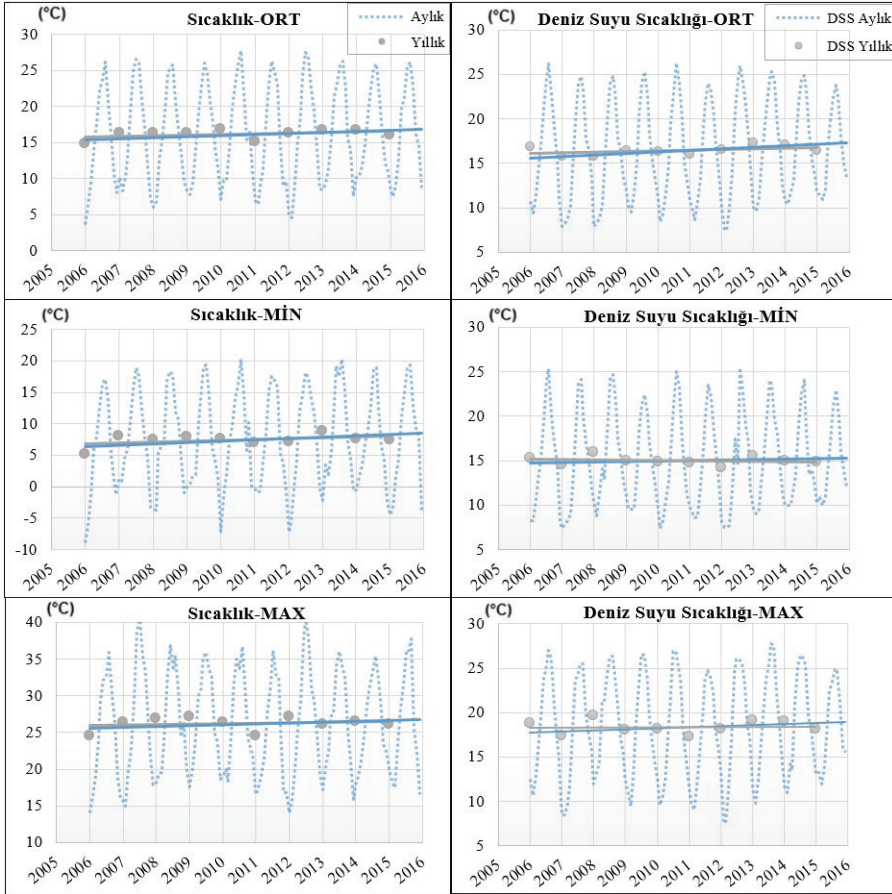 (°C)
Sıcaklık-ORT
Aylık
Yıllık
30
25
20
15
10
5
0
2005 2006 2007 2008 2009 2010 2011 2012 2013 2014 2015 2016
(°C)
Deniz Suyu Sıcaklığı-ORT
DSS Aylık
DSS Yıllık
30
25
20
15
10
5
2005 2006 2007 2008 2009 2010 2011 2012 2013 2014 2015 2016
(°C)
Sıcaklık-MİN
25
20
15
10
5
0
-5
-10
2005 2006 2007 2008 2009 2010 2011 2012 2013 2014 2015 2016
(°C)
Deniz Suyu Sıcaklığı-MİN
30
25
20
15
10
5
2005 2006 2007 2008 2009 2010 2011 2012 2013 2014 2015 2016
(°C)
Sıcaklık-MAX
40
35
30
25
20
15
10
2005 2006 2007 2008 2009 2010 2011 2012 2013 2014 2015 2016
(°C)
Deniz Suyu Sıcaklığı-MAX
30
25
20
15
10
5
2005 2006 2007 2008 2009 2010 2011 2012 2013 2014 2015 2016